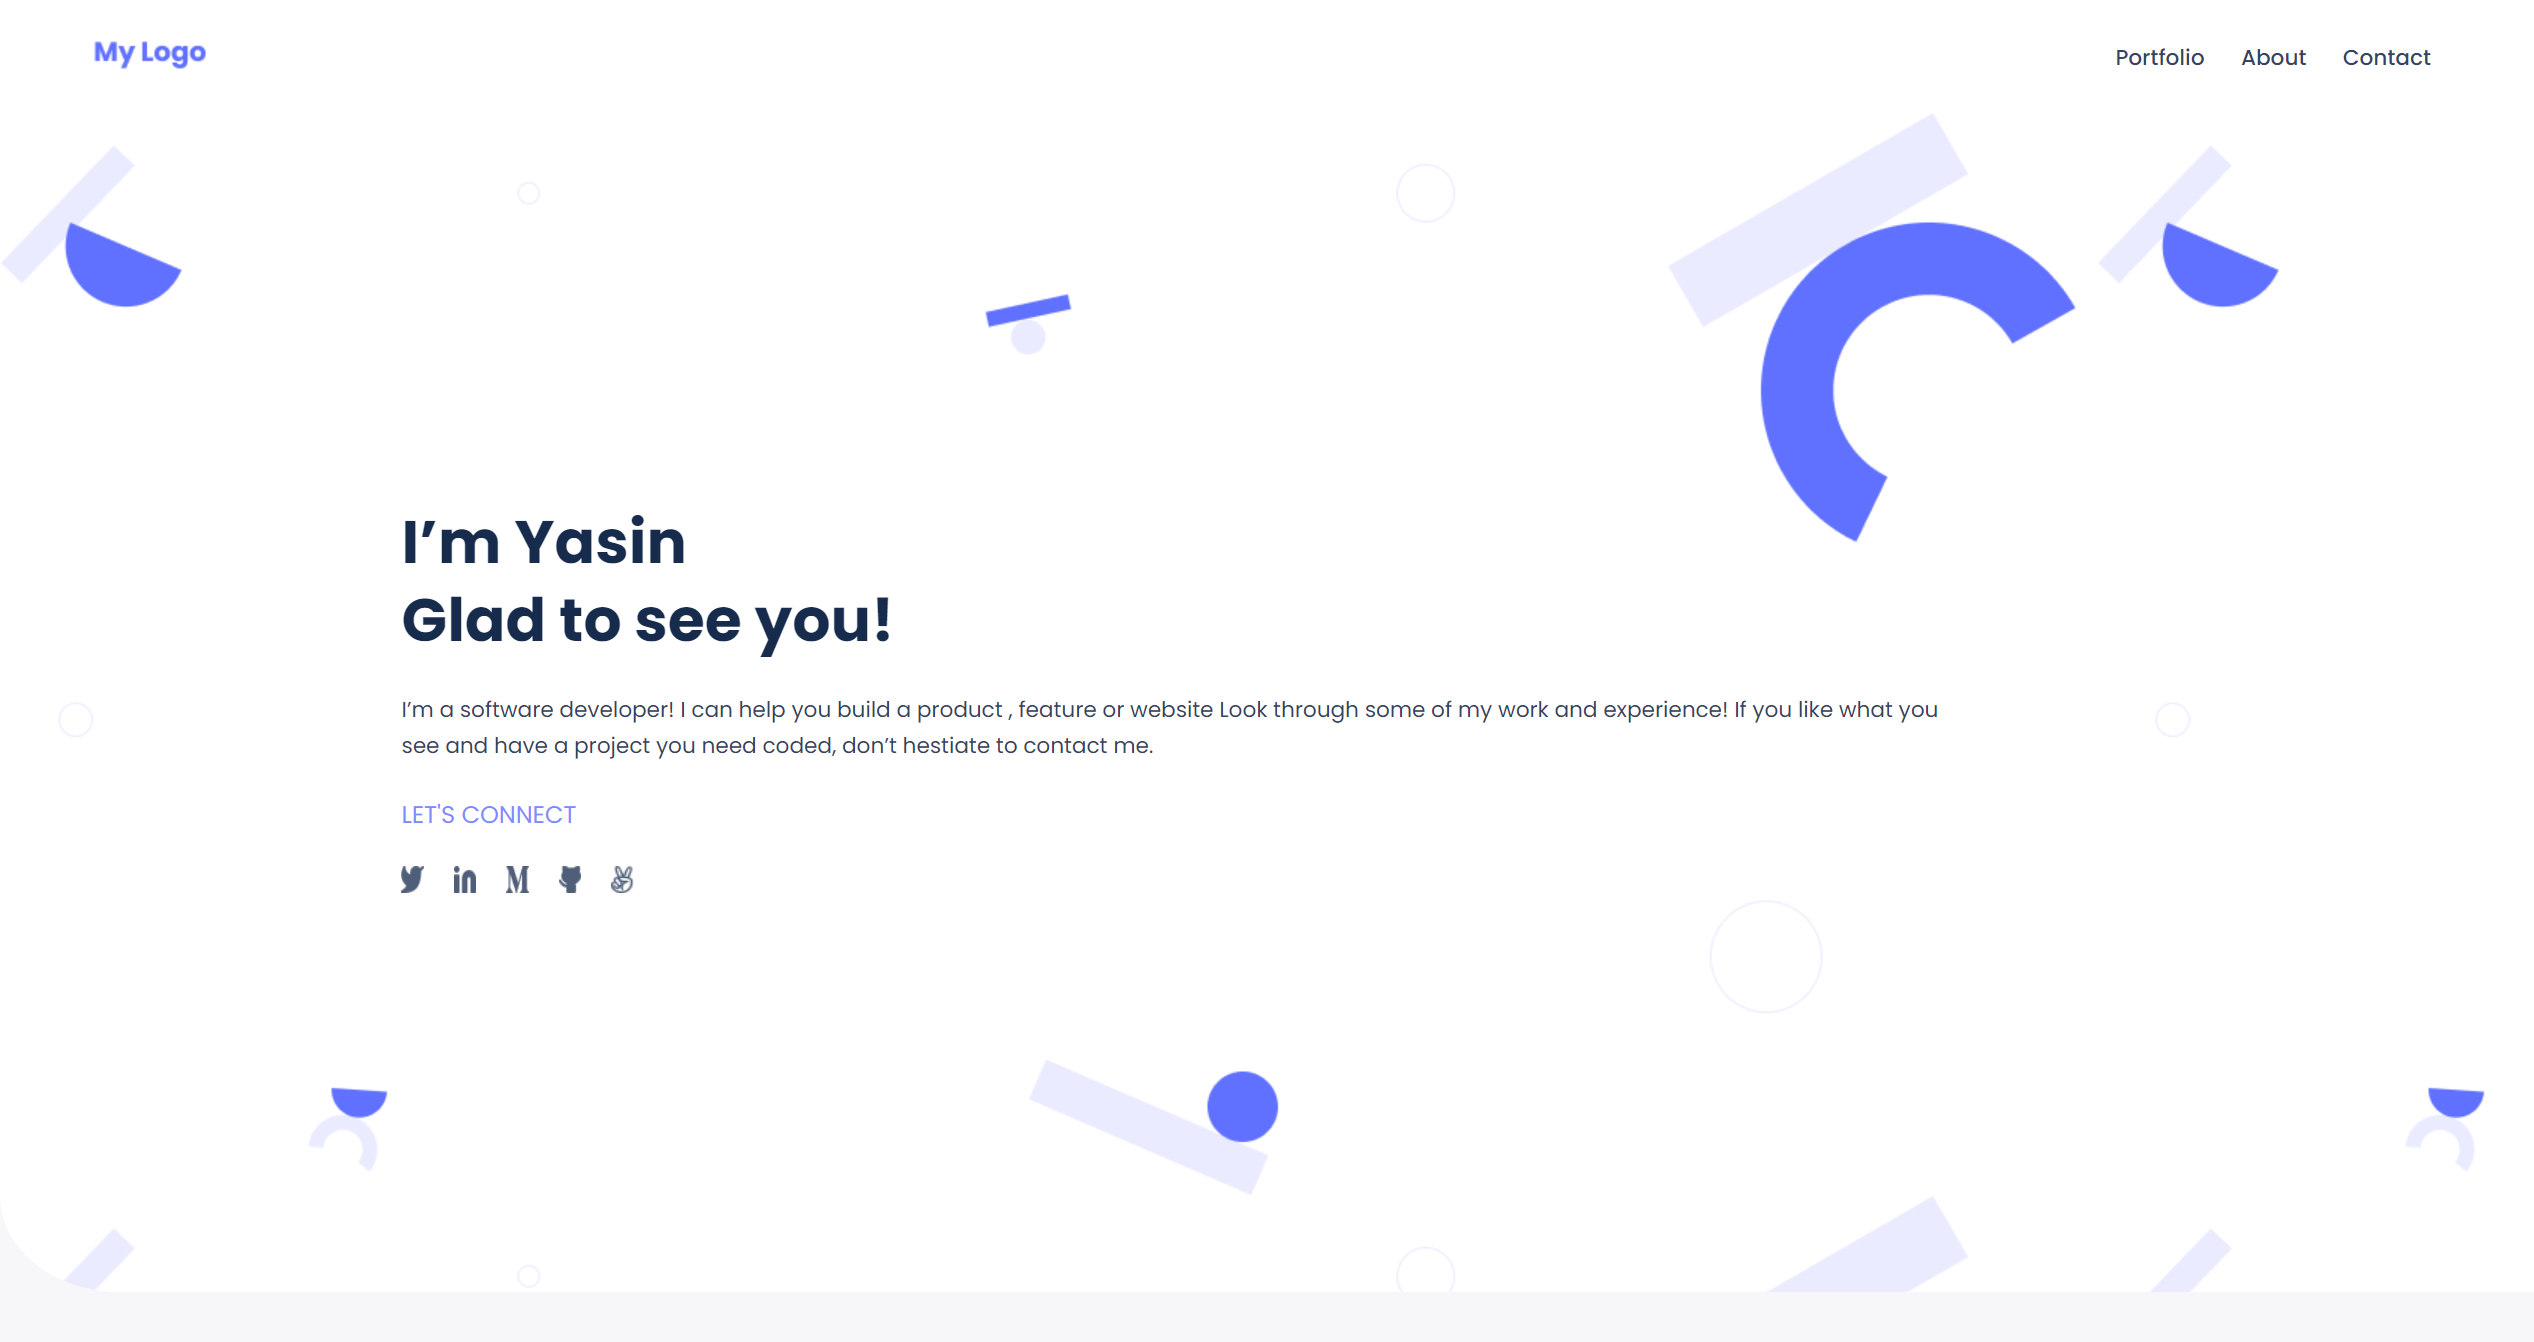 My Logo
Portfolio About Contact
I’m Yasin
Glad to see you!
I’m a software developer! I can help you build a product , feature or website Look through some of my work and experience! If you like what you
see and have a project you need coded, don’t hestiate to contact me.
LET'S CONNECT